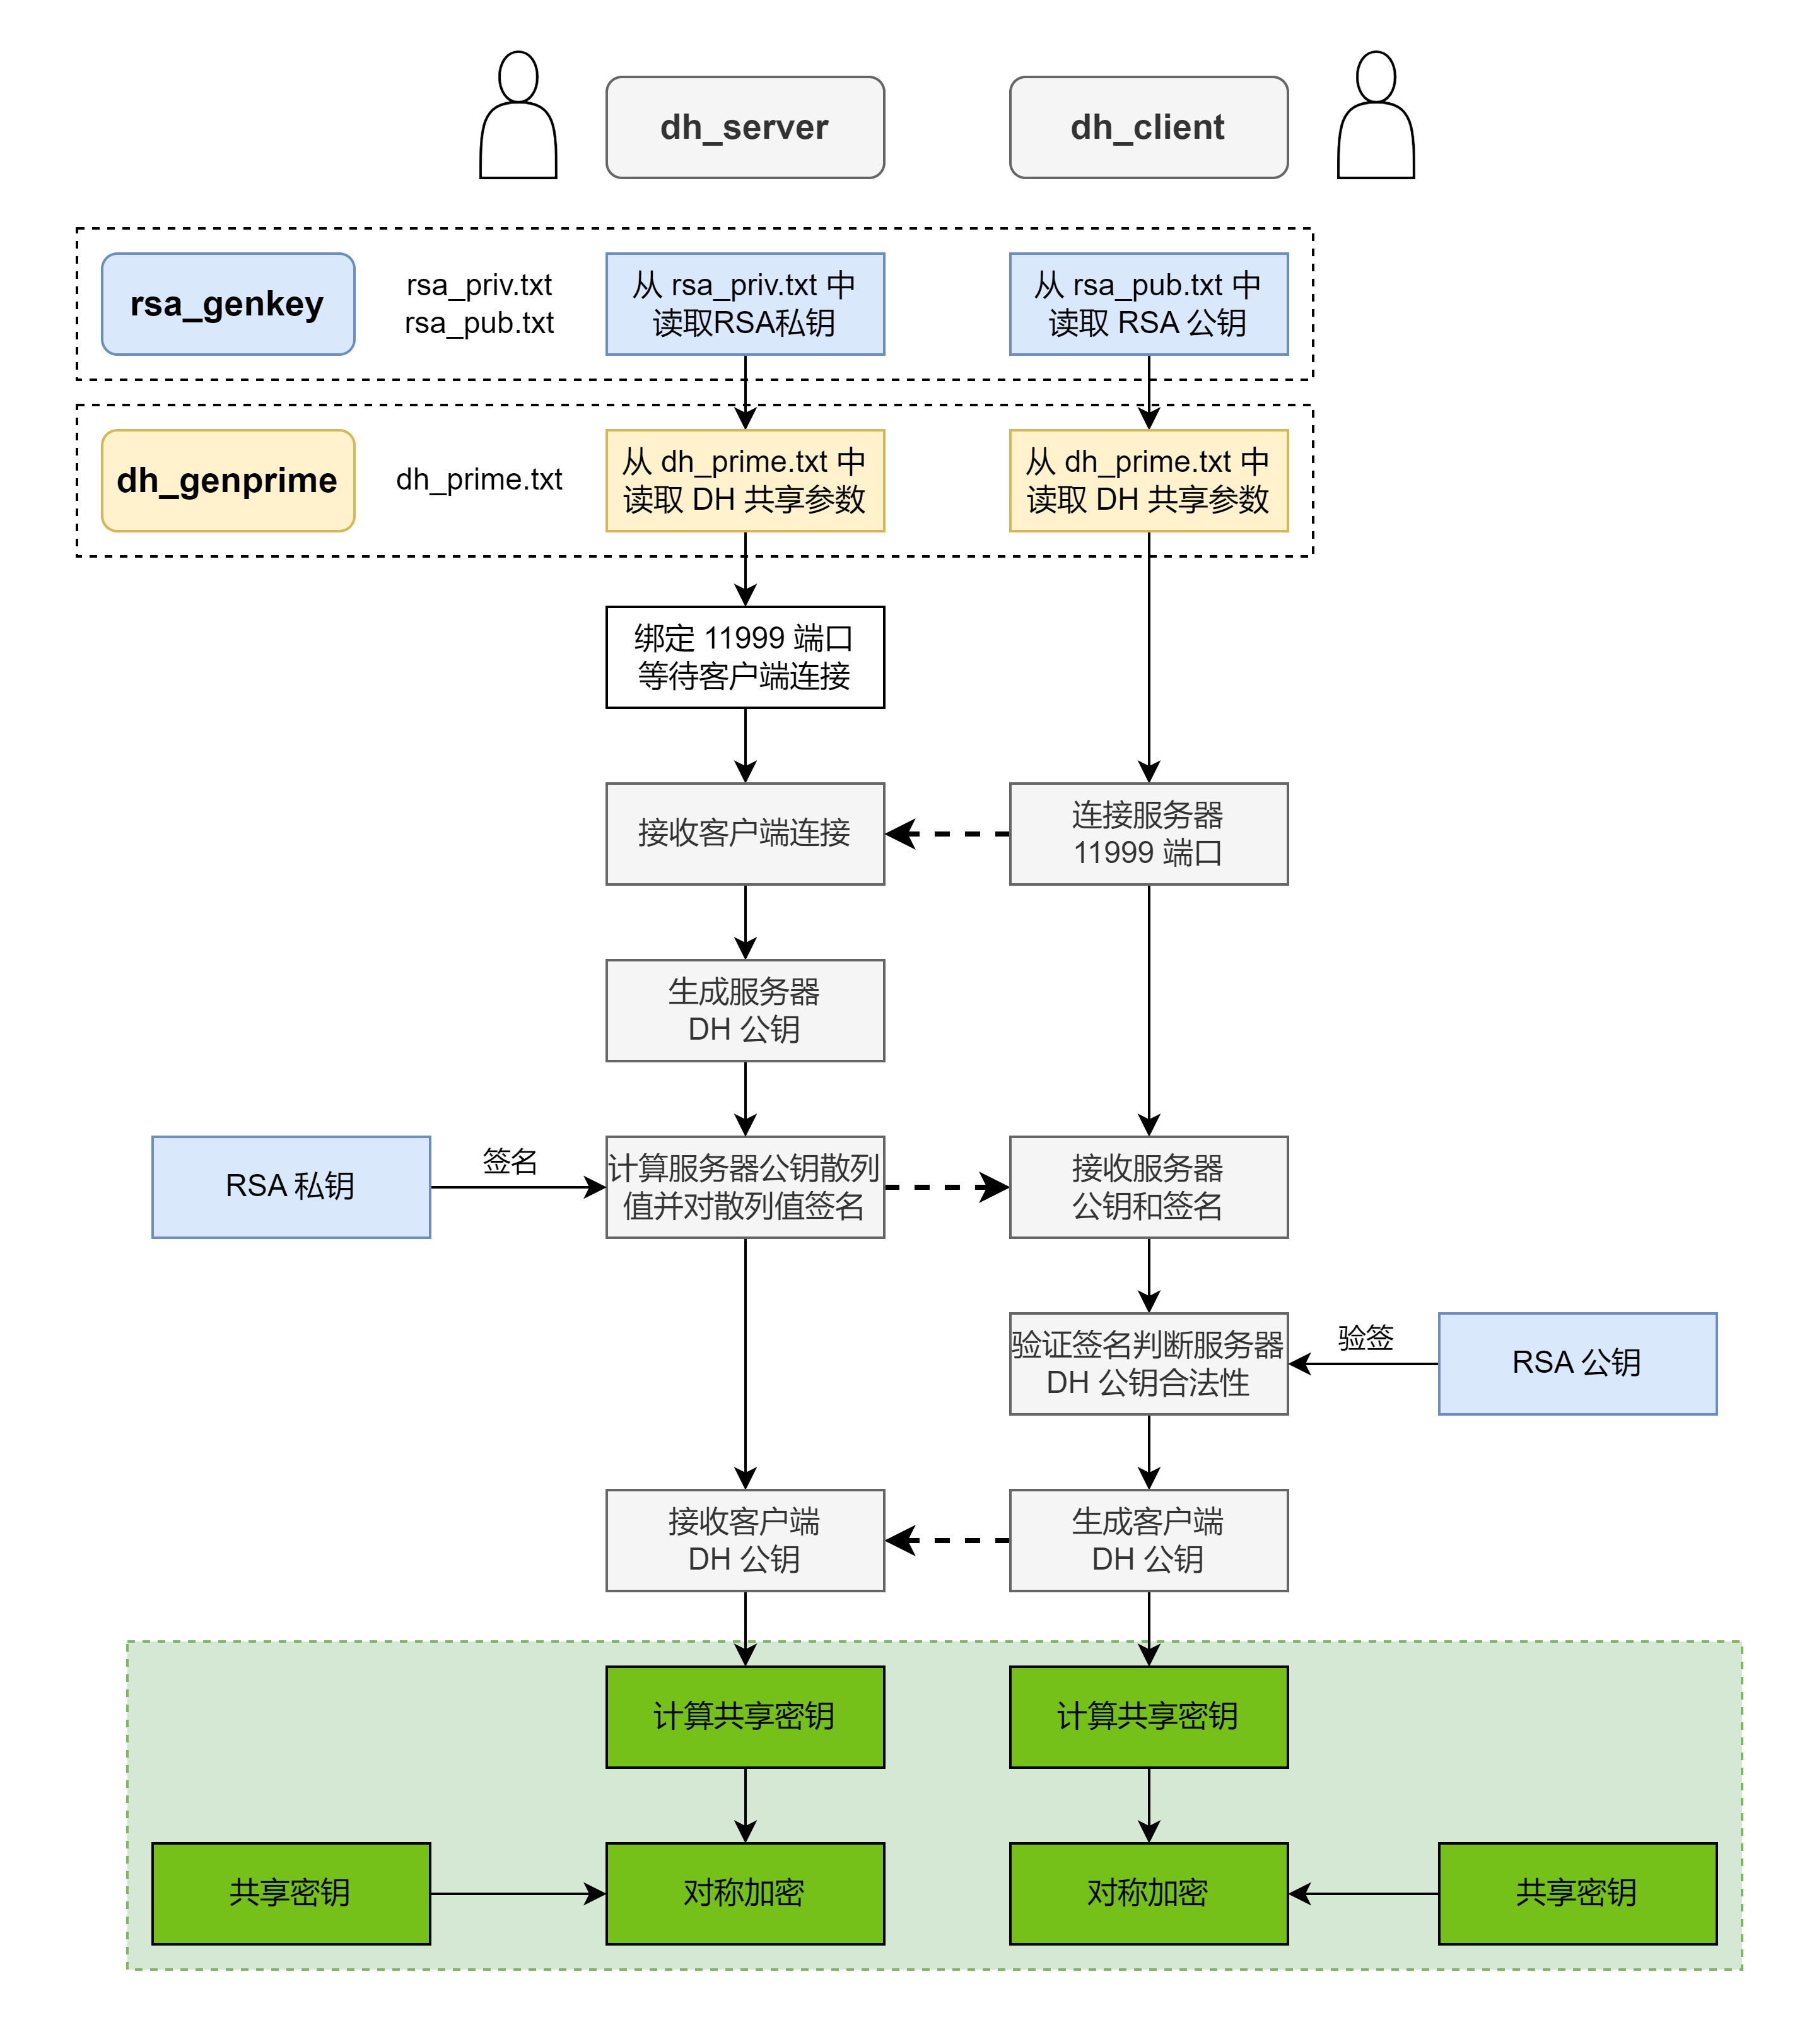 dh_server
dh_client
rsa_genkey
rsa_priv.txt
rsa_pub.txt
从 rsa_priv.txt 中
读取RSA私钥
从 rsa_pub.txt 中
读取 RSA 公钥
dh_genprime
dh_prime.txt
从 dh_prime.txt 中
读取 DH 共享参数
从 dh_prime.txt 中
读取 DH 共享参数
绑定 11999 端口
等待客户端连接
接收客户端连接
连接服务器
11999 端口
生成服务器
DH 公钥
RSA 私钥
签名
计算服务器公钥散列
值并对散列值签名
接收服务器
公钥和签名
验证签名判断服务器
DH 公钥合法性
验签
RSA 公钥
接收客户端
DH 公钥
生成客户端
DH 公钥
计算共享密钥
计算共享密钥
共享密钥
对称加密
对称加密
共享密钥